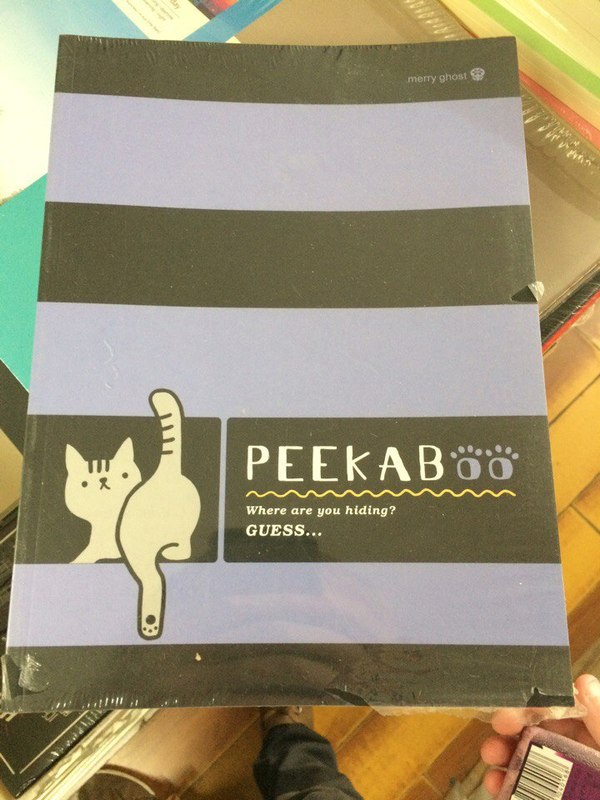 merry ghost
PEEKABOO
Where are you hiding?
GUESS...